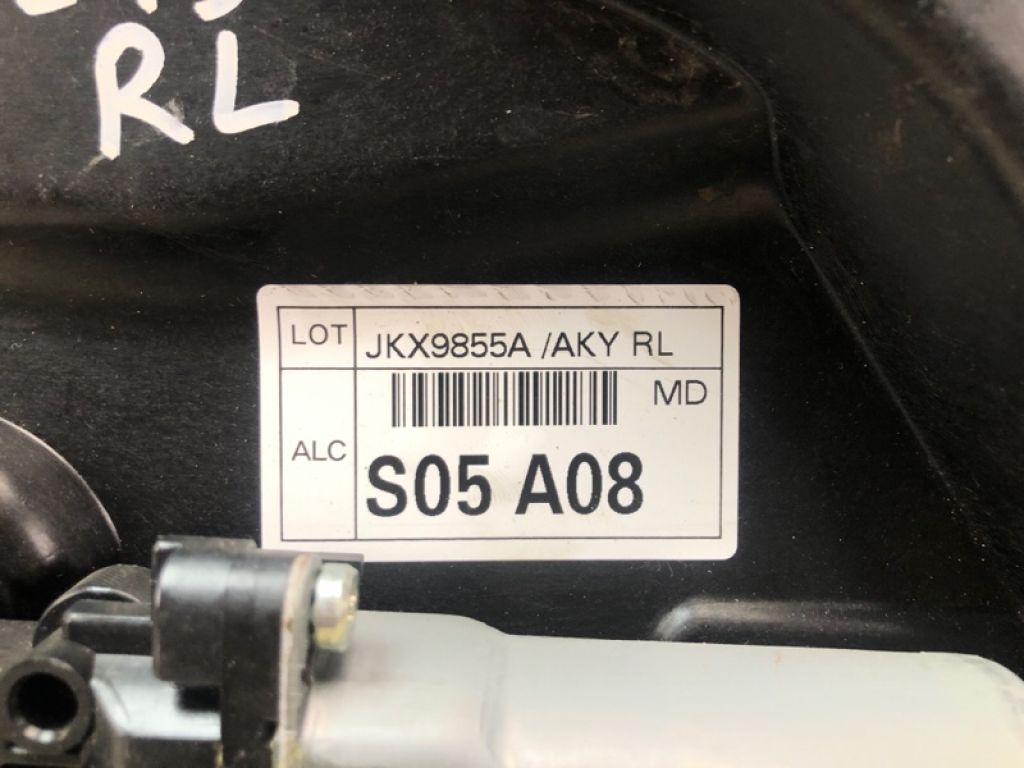 RL
LOT JKX9855A /AKY RL
MD
ALC S05 A08